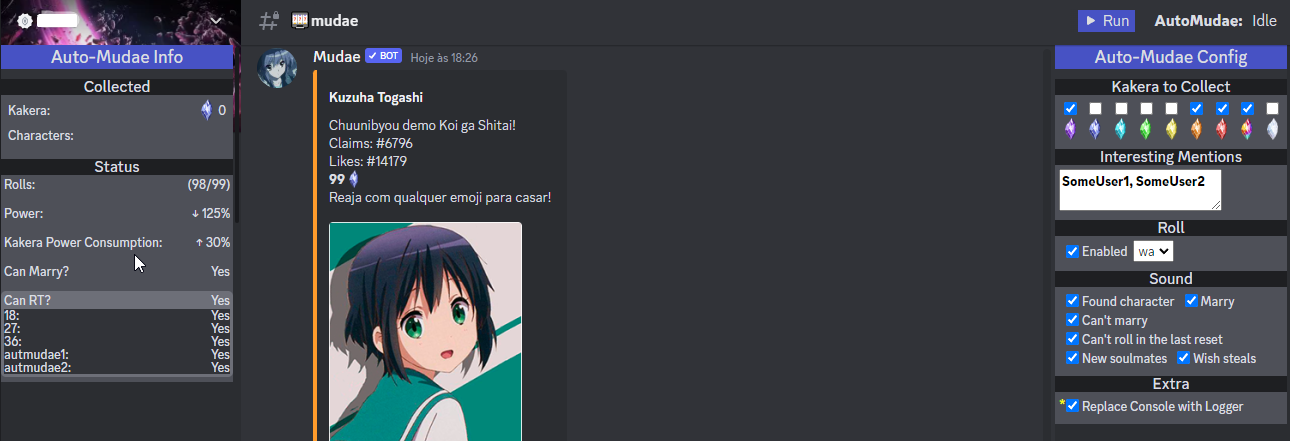 mudae
Run
AutoMudae: Idle
Auto-Mudae Info
Collected
Kakera: 0
Characters:
Status
Rolls: (98/99)
Power: ↓ 125%
Kakera Power Consumption: ↑ 30%
Can Marry? Yes
Can RT? Yes
18: Yes
27: Yes
36: Yes
autmudae1: Yes
autmudae2: Yes
Mudae ✓ BOT Hoje às 18:26
Kuzuha Togashi
Chuunibyou demo Koi ga Shitai!
Claims: #6796
Likes: #14179
99
Reaja com qualquer emoji para casar!
Auto-Mudae Config
Kakera to Collect
Interesting Mentions
SomeUser1, SomeUser2
Roll
Enabled wa
Sound
Found character Marry
Can't marry
Can't roll in the last reset
New soulmates Wish steals
Extra
* Replace Console with Logger